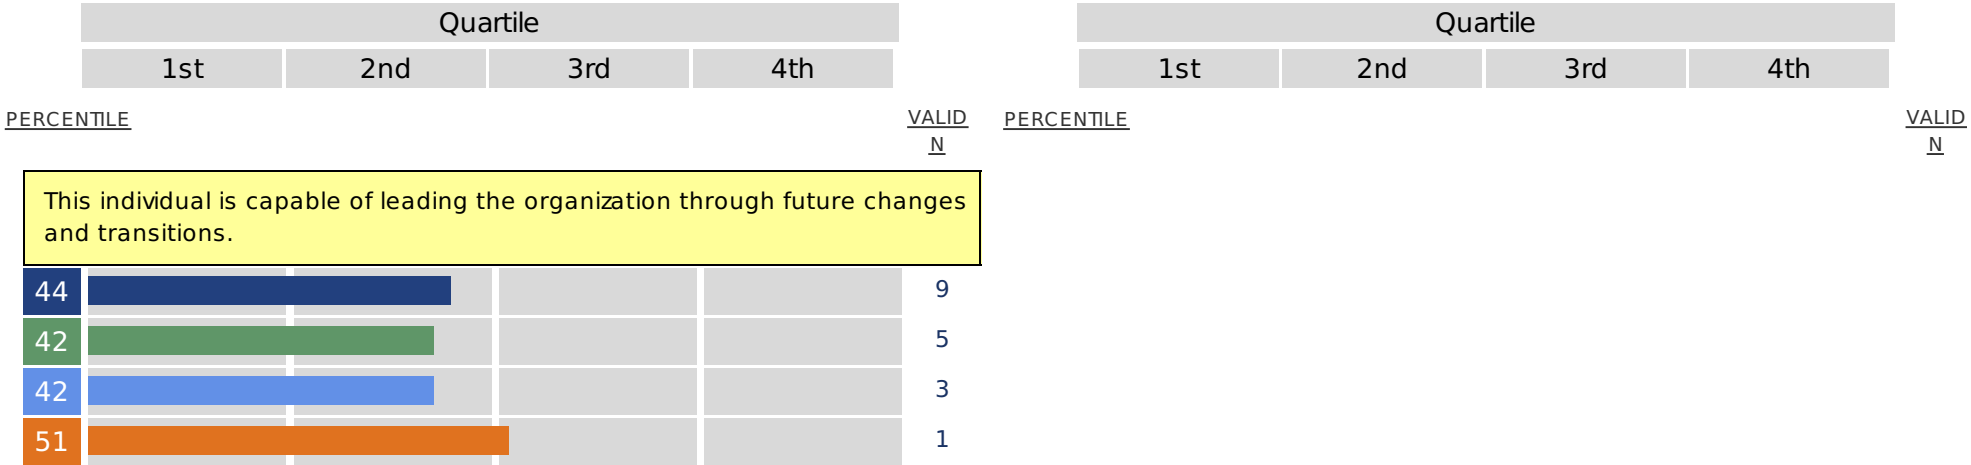 Quartile
1st 2nd 3rd 4th
PERCENTILE
VALID
N
This individual is capable of leading the organization through future changes
and transitions.
44 9
42 5
42 3
51 1
Quartile
1st 2nd 3rd 4th
PERCENTILE
VALID
N